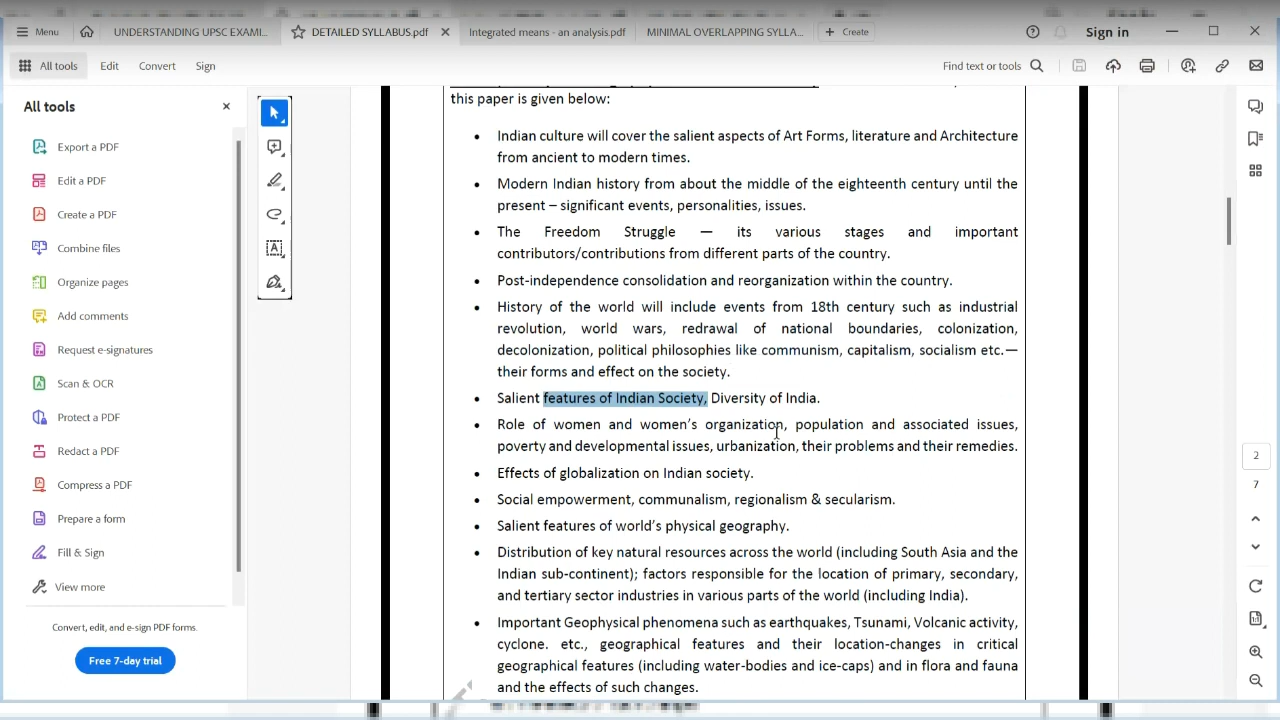 Menu
UNDERSTANDING UPSC EXAMI...
DETAILED SYLLABUS.pdf
Integrated means - an analysis.pdf
MINIMAL OVERLAPPING SYLLA...
Create
Sign in
All tools
Edit
Convert
Sign
Find text or tools
All tools
Export a PDF
Edit a PDF
Create a PDF
Combine files
Organize pages
Add comments
Request e-signatures
Scan & OCR
Protect a PDF
Redact a PDF
Compress a PDF
Prepare a form
Fill & Sign
View more
Convert, edit, and e-sign PDF forms.
Free 7-day trial
this paper is given below:
• Indian culture will cover the salient aspects of Art Forms, literature and Architecture
from ancient to modern times.
• Modern Indian history from about the middle of the eighteenth century until the
present – significant events, personalities, issues.
• The Freedom Struggle — its various stages and important
contributors/contributions from different parts of the country.
• Post-independence consolidation and reorganization within the country.
• History of the world will include events from 18th century such as industrial
revolution, world wars, redrawal of national boundaries, colonization,
decolonization, political philosophies like communism, capitalism, socialism etc.—
their forms and effect on the society.
• Salient features of Indian Society, Diversity of India.
• Role of women and women's organization, population and associated issues,
poverty and developmental issues, urbanization, their problems and their remedies.
• Effects of globalization on Indian society.
• Social empowerment, communalism, regionalism & secularism.
• Salient features of world's physical geography.
• Distribution of key natural resources across the world (including South Asia and the
Indian sub-continent); factors responsible for the location of primary, secondary,
and tertiary sector industries in various parts of the world (including India).
• Important Geophysical phenomena such as earthquakes, Tsunami, Volcanic activity,
cyclone. etc., geographical features and their location-changes in critical
geographical features (including water-bodies and ice-caps) and in flora and fauna
and the effects of such changes.
2
7